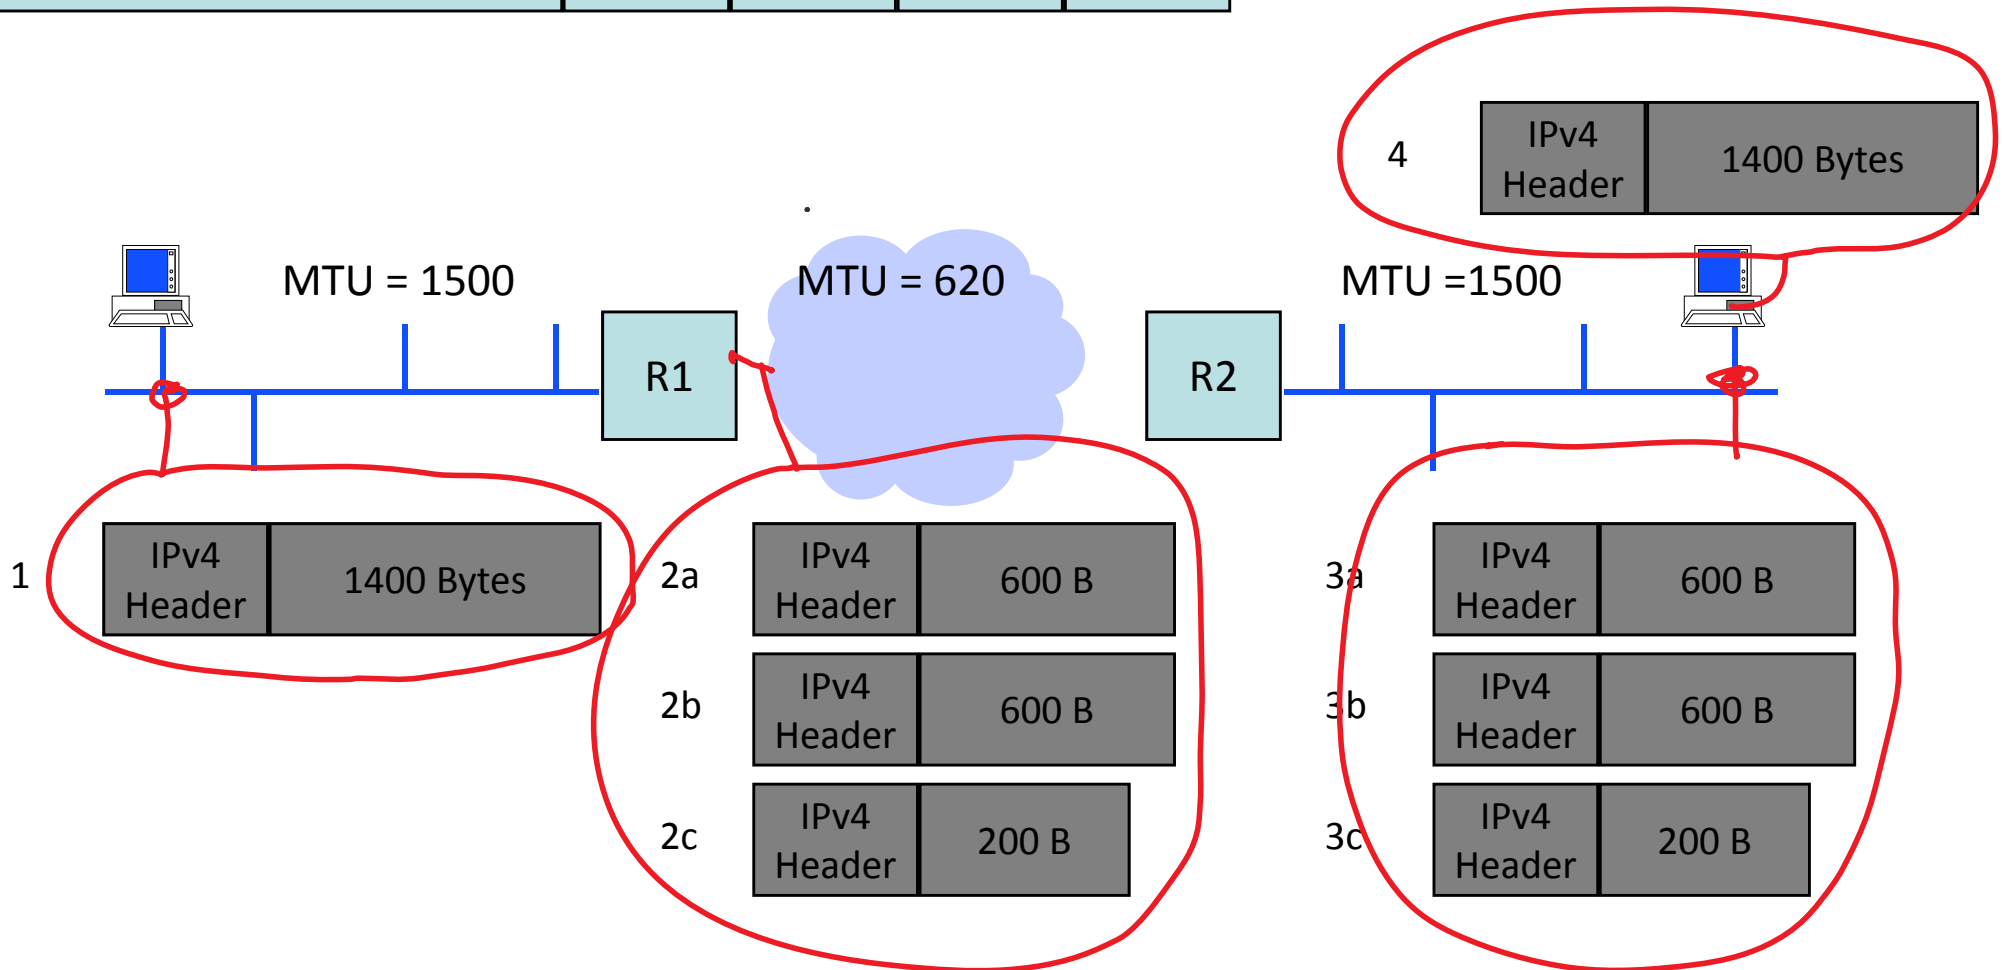 4
IPv4
Header
1400 Bytes
MTU = 1500
MTU = 620
MTU =1500
R1
R2
1
IPv4
Header
1400 Bytes
2a
IPv4
Header
600 B
3a
IPv4
Header
600 B
2b
IPv4
Header
600 B
3b
IPv4
Header
600 B
2c
IPv4
Header
200 B
3c
IPv4
Header
200 B